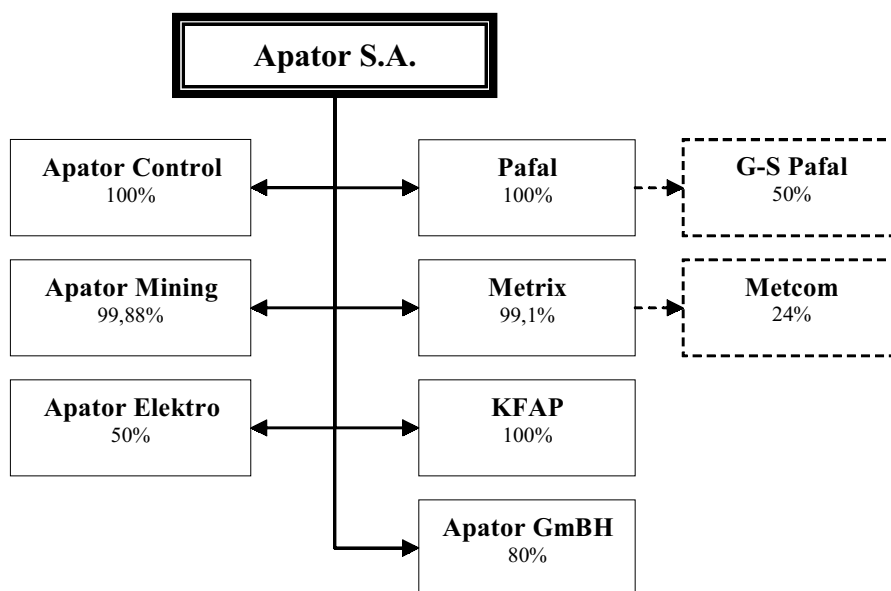 Apator S.A.
Apator Control
100%
Pafal
100%
G-S Pafal
50%
Apator Mining
99,88%
Metrix
99,1%
Metcom
24%
Apator Elektro
50%
KFAP
100%
Apator GmBH
80%